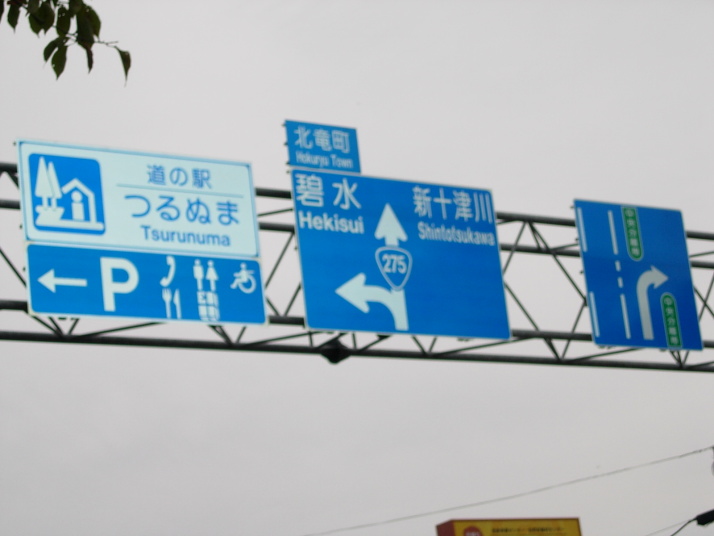 道の駅
つるぬま
Tsurunuma
P
北竜町
Hokuryu Town
碧水
Hekisui
新十津川
Shintotsukawa
275